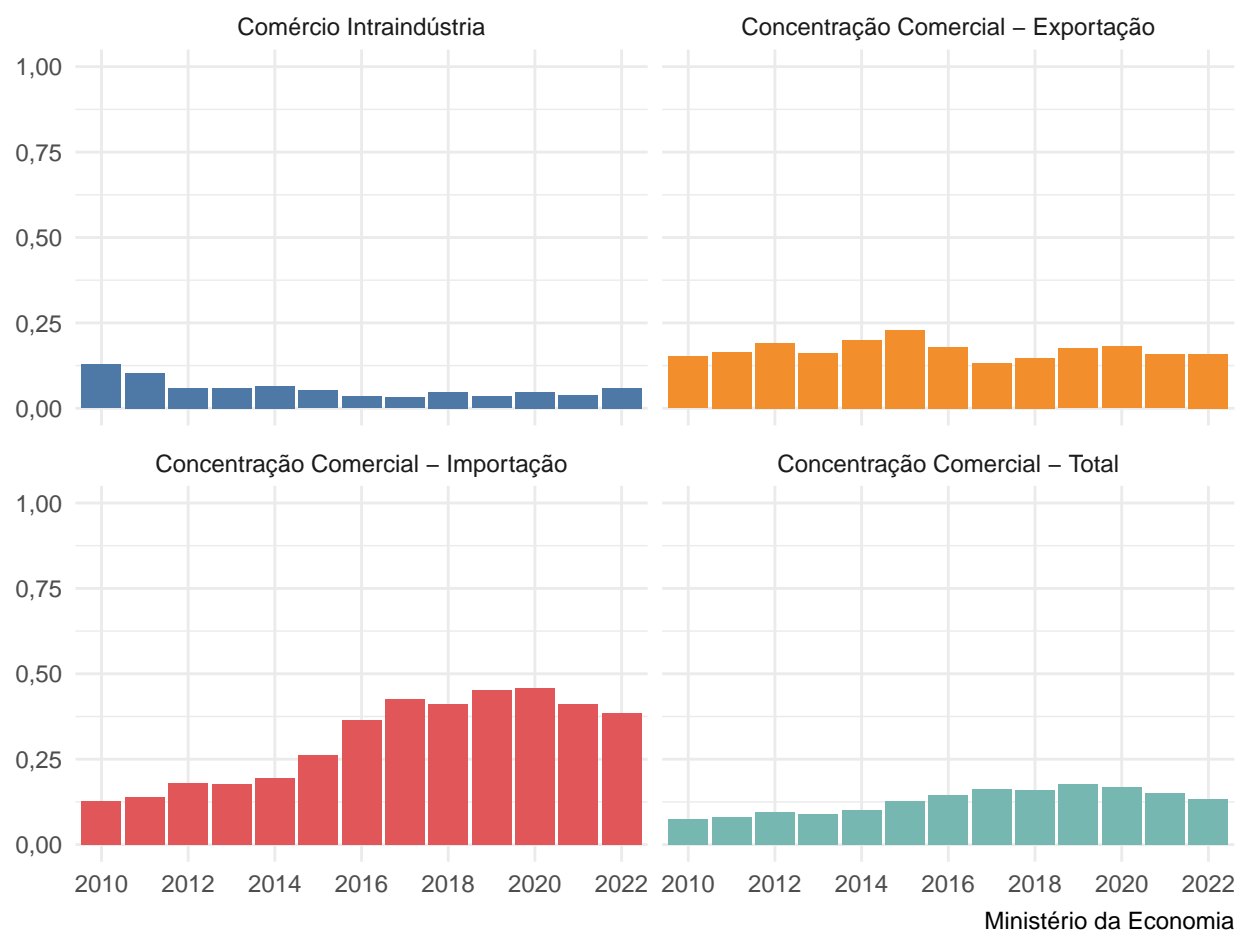 Comércio Intraindústria
Concentração Comercial – Exportação
1,00
0,75
0,50
0,25
0,00
Concentração Comercial – Importação
Concentração Comercial – Total
1,00
0,75
0,50
0,25
0,00
2010 2012 2014 2016 2018 2020 2022
2010 2012 2014 2016 2018 2020 2022
Ministério da Economia